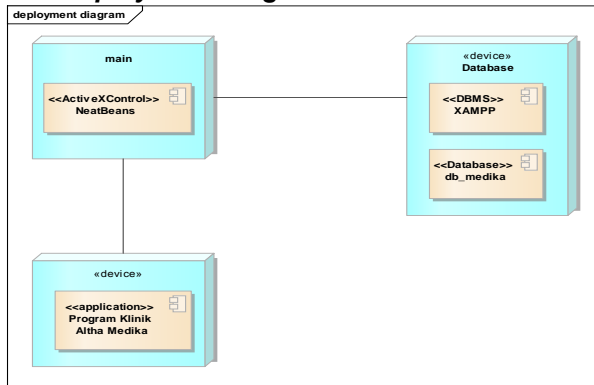 deployment diagram
main
<<ActiveXControl>>
NeatBeans
«device»
Database
<<DBMS>>
XAMPP
<<Database>>
db_medika
«device»
<<application>>
Program Klinik
Altha Medika